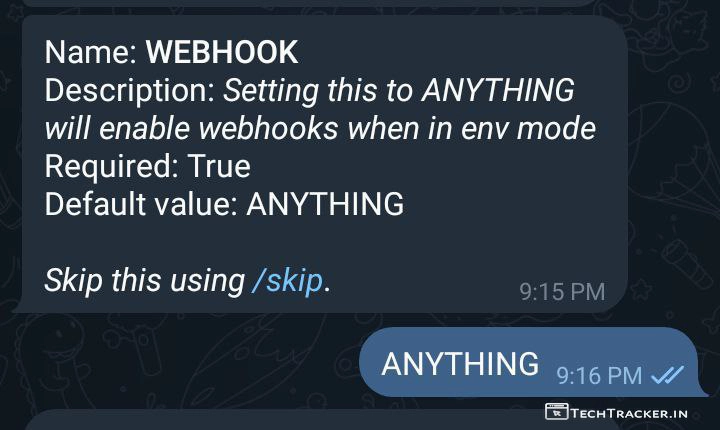 Name: WEBHOOK
Description: Setting this to ANYTHING
will enable webhooks when in env mode
Required: True
Default value: ANYTHING
Skip this using /skip.
9:15 PM
ANYTHING
9:16 PM
TECHTRACKER.IN